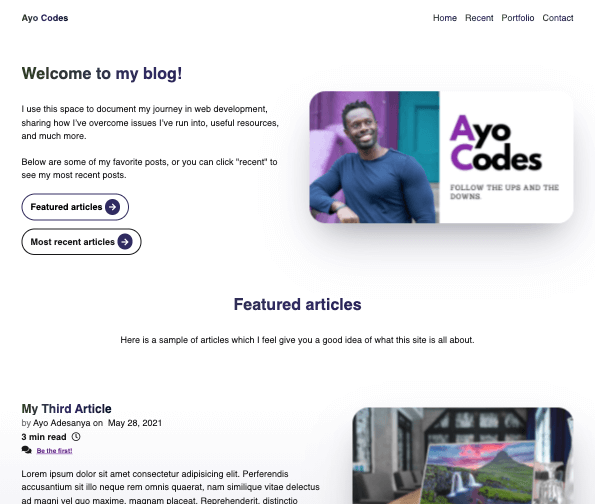 Ayo Codes
Home Recent Portfolio Contact
Welcome to my blog!
I use this space to document my journey in web development,
sharing how I've overcome issues I've run into, useful resources,
and much more.
Below are some of my favorite posts, or you can click "recent" to
see my most recent posts.
Featured articles
Most recent articles
Ayo
Codes
FOLLOW THE UPS AND THE
DOWNS.
Featured articles
Here is a sample of articles which I feel give you a good idea of what this site is all about.
My Third Article
by Ayo Adesanya on May 28, 2021
3 min read
Be the first!
Lorem ipsum dolor sit amet consectetur adipisicing elit. Perferendis
accusantium sit illo neque rem omnis quaerat, nam similique vitae delectus
ad magni vel quo maxime, magnam placeat. Reprehenderit, distinctio